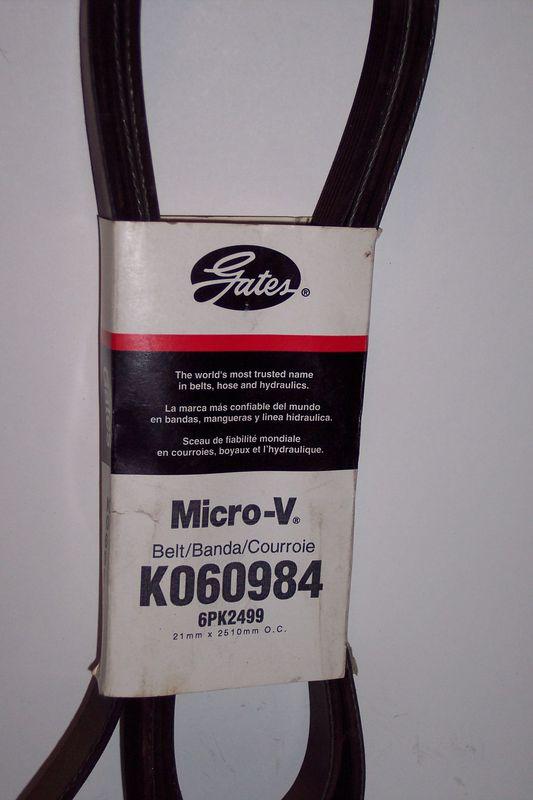 Gates®
The world's most trusted name
in belts, hose and hydraulics.
La marca más confiable del mundo
en bandas, mangueras y linea hidraulica.
Sceau de fiabilité mondiale
en courroies, boyaux et l'hydraulique.
Micro-V®
Belt/Banda/Courroie
K060984
6PK2499
21mm x 2510mm O.C.